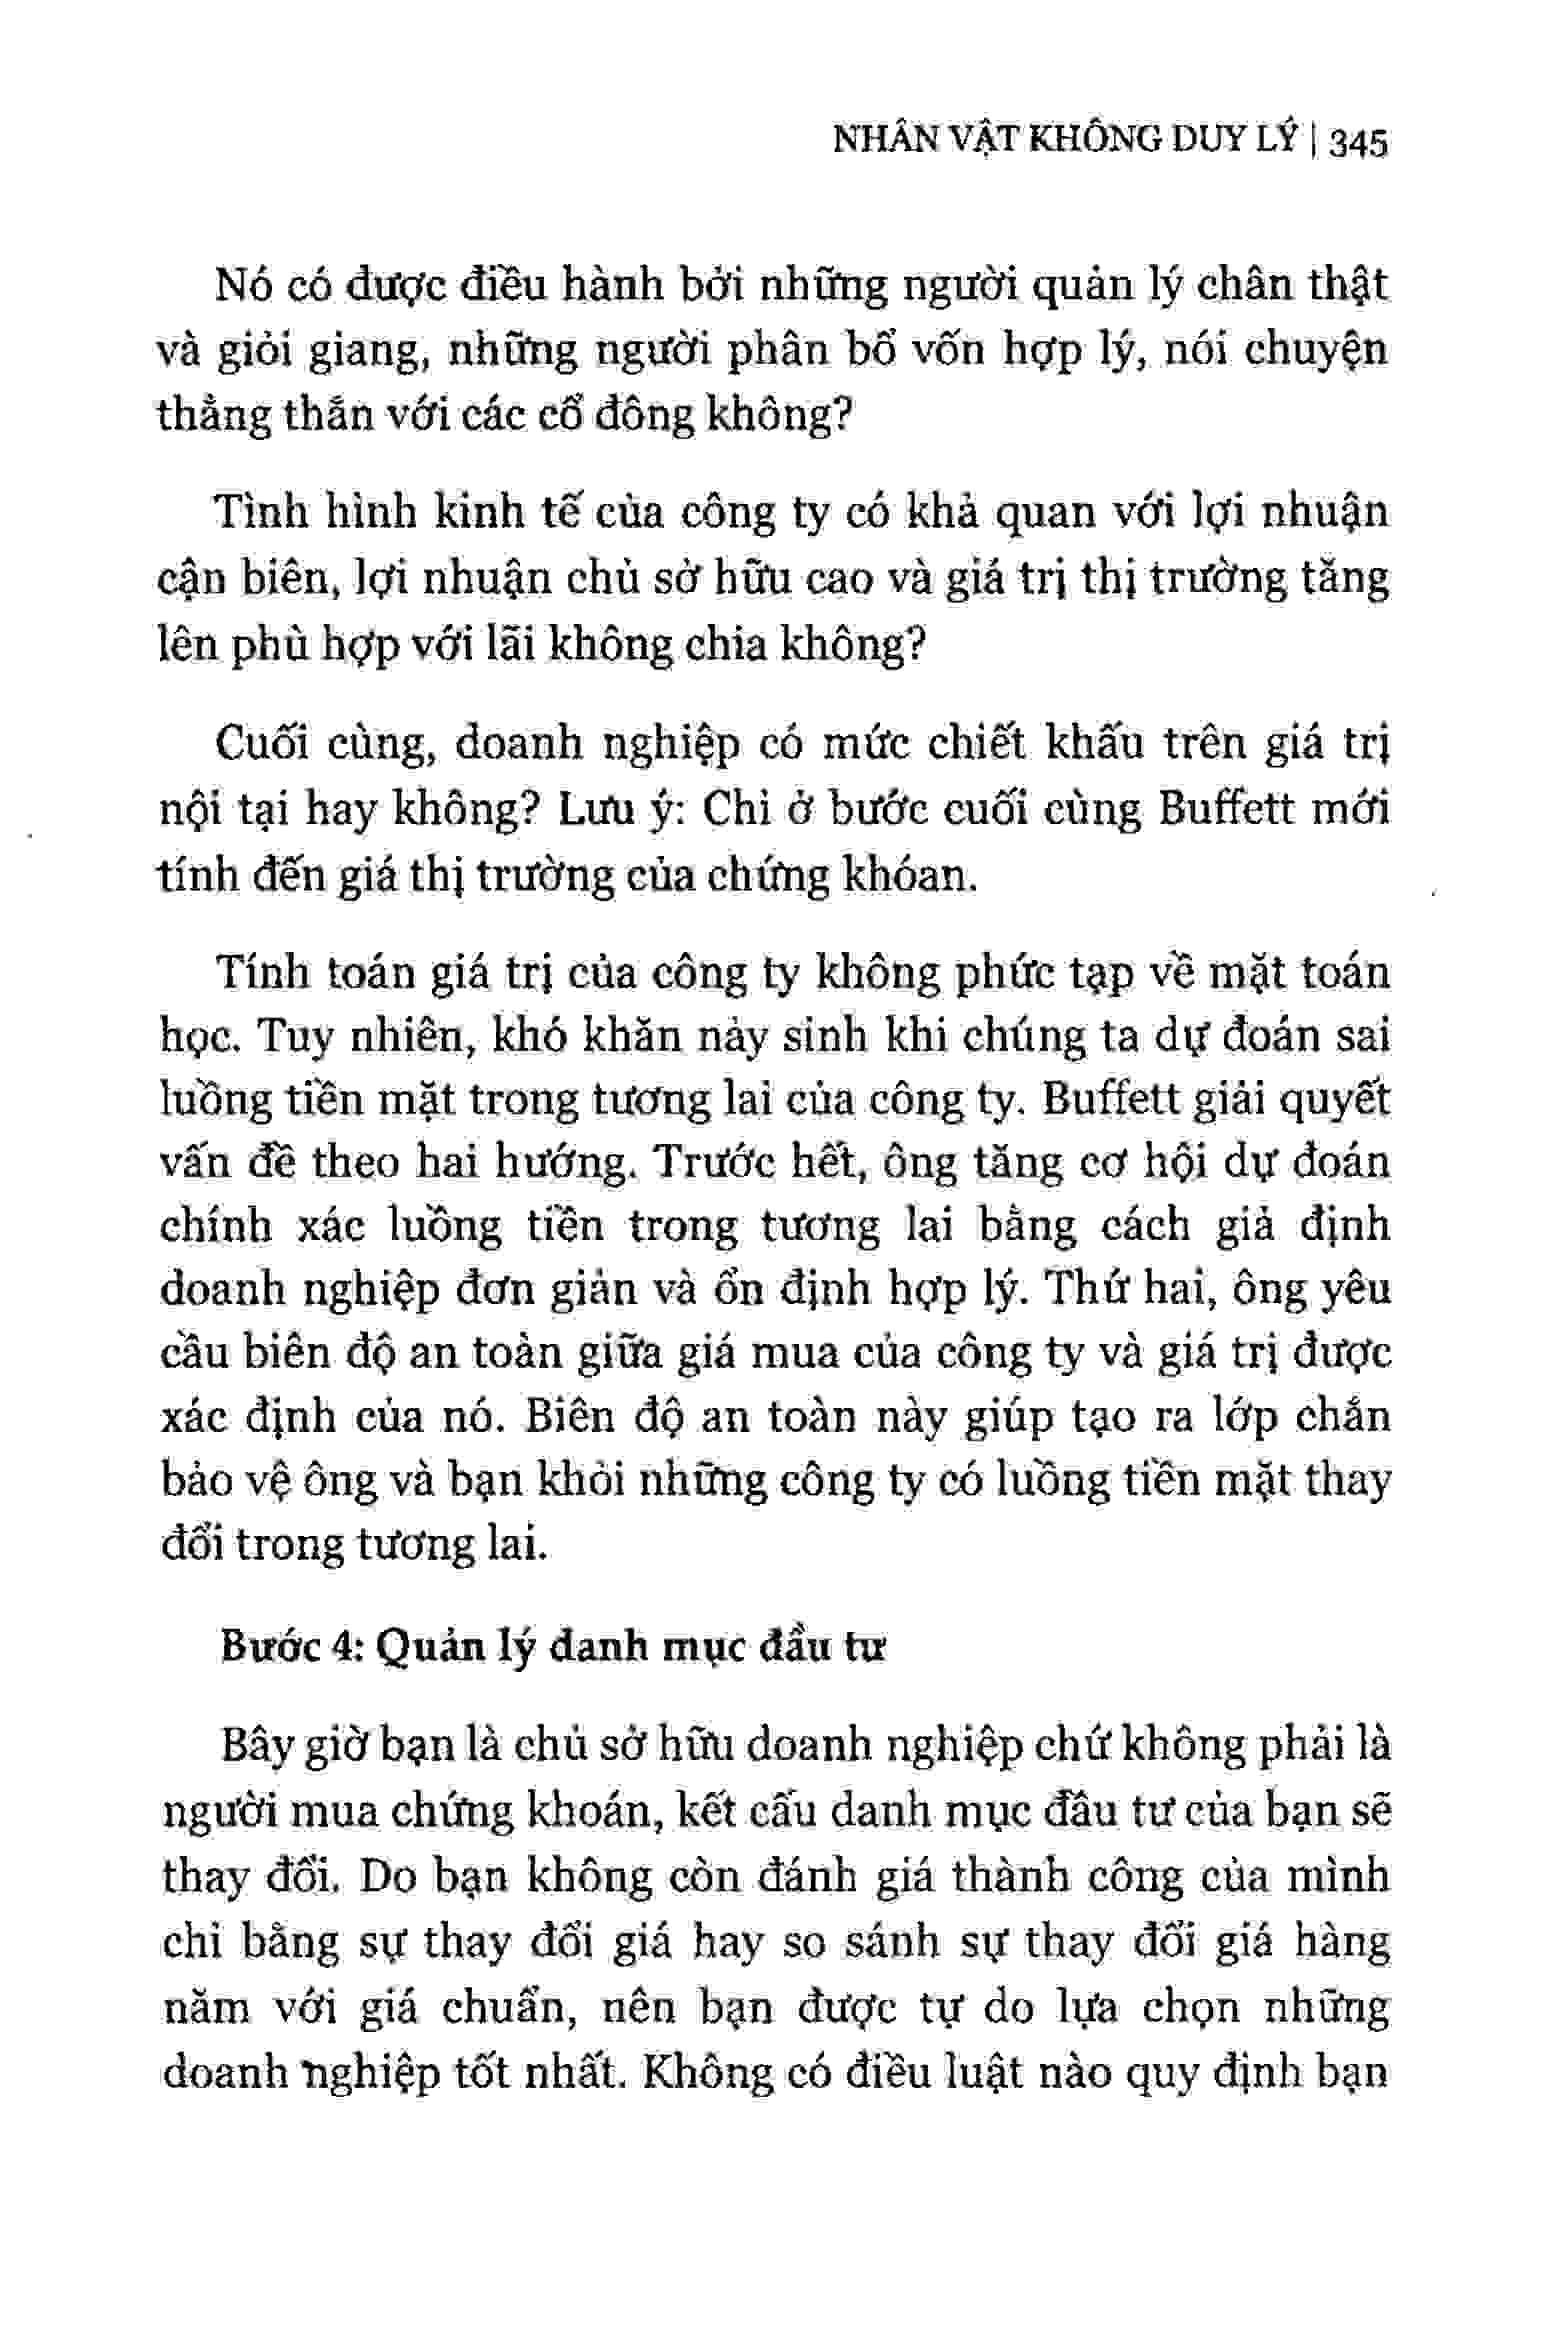 NHÂN VẬT KHÔNG DUY LÝ | 345
Nó có được điều hành bởi những người quản lý chân thật
và giỏi giang, những người phân bổ vốn hợp lý, nói chuyện
thẳng thắn với các cổ đông không?
Tình hình kinh tế của công ty có khả quan với lợi nhuận
cận biên, lợi nhuận chủ sở hữu cao và giá trị thị trường tăng
lên phù hợp với lãi không chia không?
Cuối cùng, doanh nghiệp có mức chiết khấu trên giá trị
nội tại hay không? Lưu ý: Chỉ ở bước cuối cùng Buffett mới
tính đến giá thị trường của chứng khóan.
Tính toán giá trị của công ty không phức tạp về mặt toán
học. Tuy nhiên, khó khăn nảy sinh khi chúng ta dự đoán sai
luồng tiền mặt trong tương lai của công ty. Buffett giải quyết
vấn đề theo hai hướng. Trước hết, ông tăng cơ hội dự đoán
chính xác luồng tiền trong tương lai bằng cách giả định
doanh nghiệp đơn giản và ổn định hợp lý. Thứ hai, ông yêu
cầu biên độ an toàn giữa giá mua của công ty và giá trị được
xác định của nó. Biên độ an toàn này giúp tạo ra lớp chắn
bảo vệ ông và bạn khỏi những công ty có luồng tiền mặt thay
đổi trong tương lai.
Bước 4: Quản lý danh mục đầu tư
Bây giờ bạn là chủ sở hữu doanh nghiệp chứ không phải là
người mua chứng khoán, kết cấu danh mục đầu tư của bạn sẽ
thay đổi. Do bạn không còn đánh giá thành công của mình
chỉ bằng sự thay đổi giá hay so sánh sự thay đổi giá hàng
năm với giá chuẩn, nên bạn được tự do lựa chọn những
doanh nghiệp tốt nhất. Không có điều luật nào quy định bạn